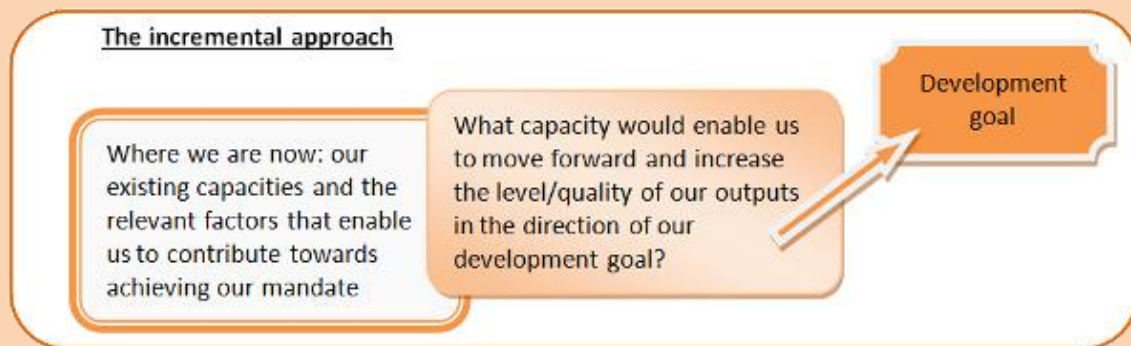 The incremental approach
Where we are now: our
existing capacities and the
relevant factors that enable
us to contribute towards
achieving our mandate
What capacity would enable us
to move forward and increase
the level/quality of our outputs
in the direction of our
development goal?
Development
goal